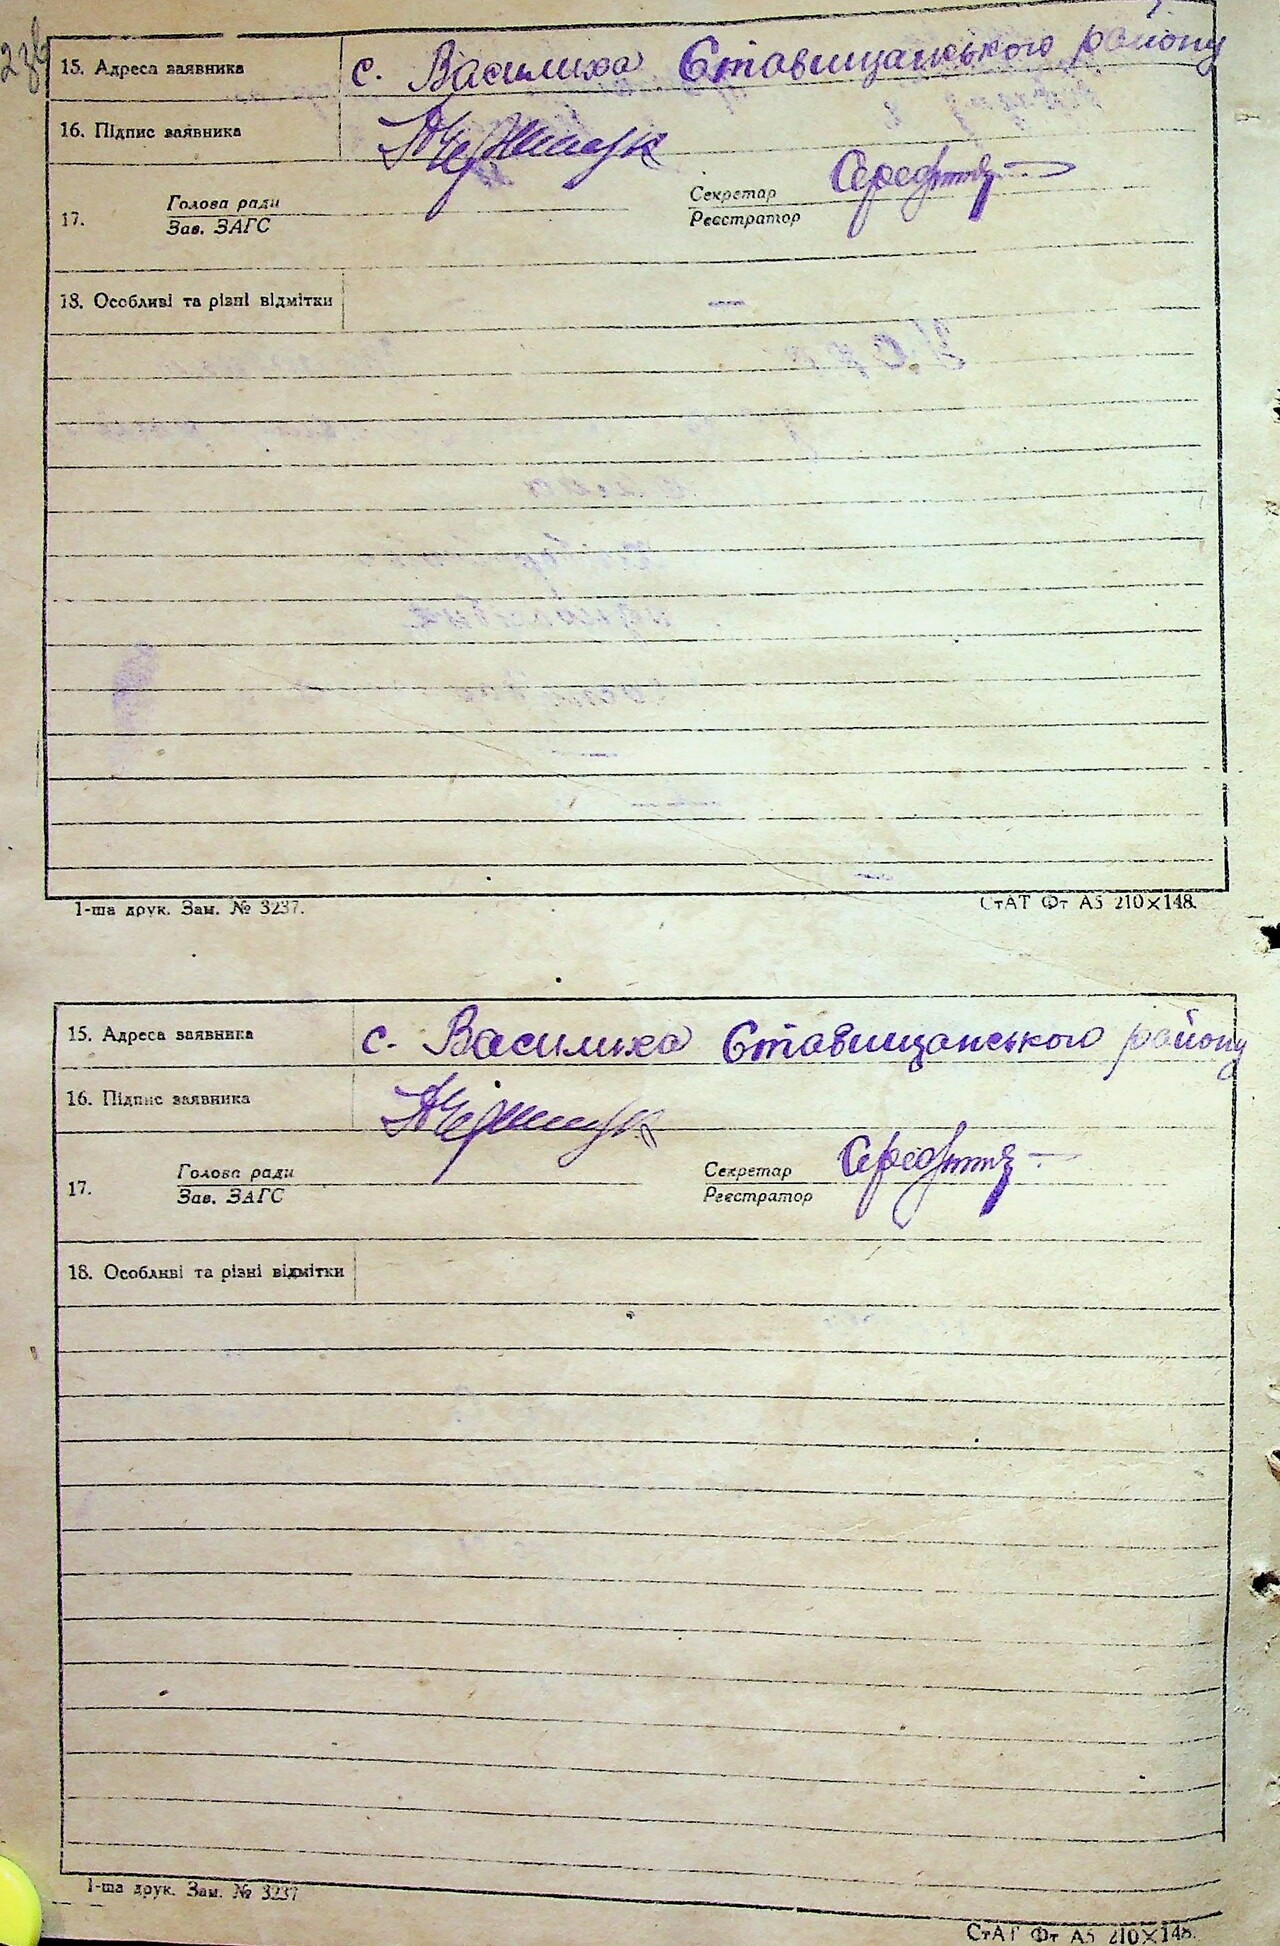 15. Адреса заявника с. Василиха Ставищанського району
16. Підпис заявника
17. Голова ради Секретар
Зав. ЗАГС Реєстратор
18. Особливі та різні відмітки —
1-ша друк. Зам. № 3237. СтАТ Фт А5 210×148.
15. Адреса заявника с. Василиха Ставищанського району
16. Підпис заявника
17. Голова ради Секретар
Зав. ЗАГС Реєстратор
18. Особливі та різні відмітки
1-ша друк. Зам. № 3237 СтАТ Фт А5 210×148.